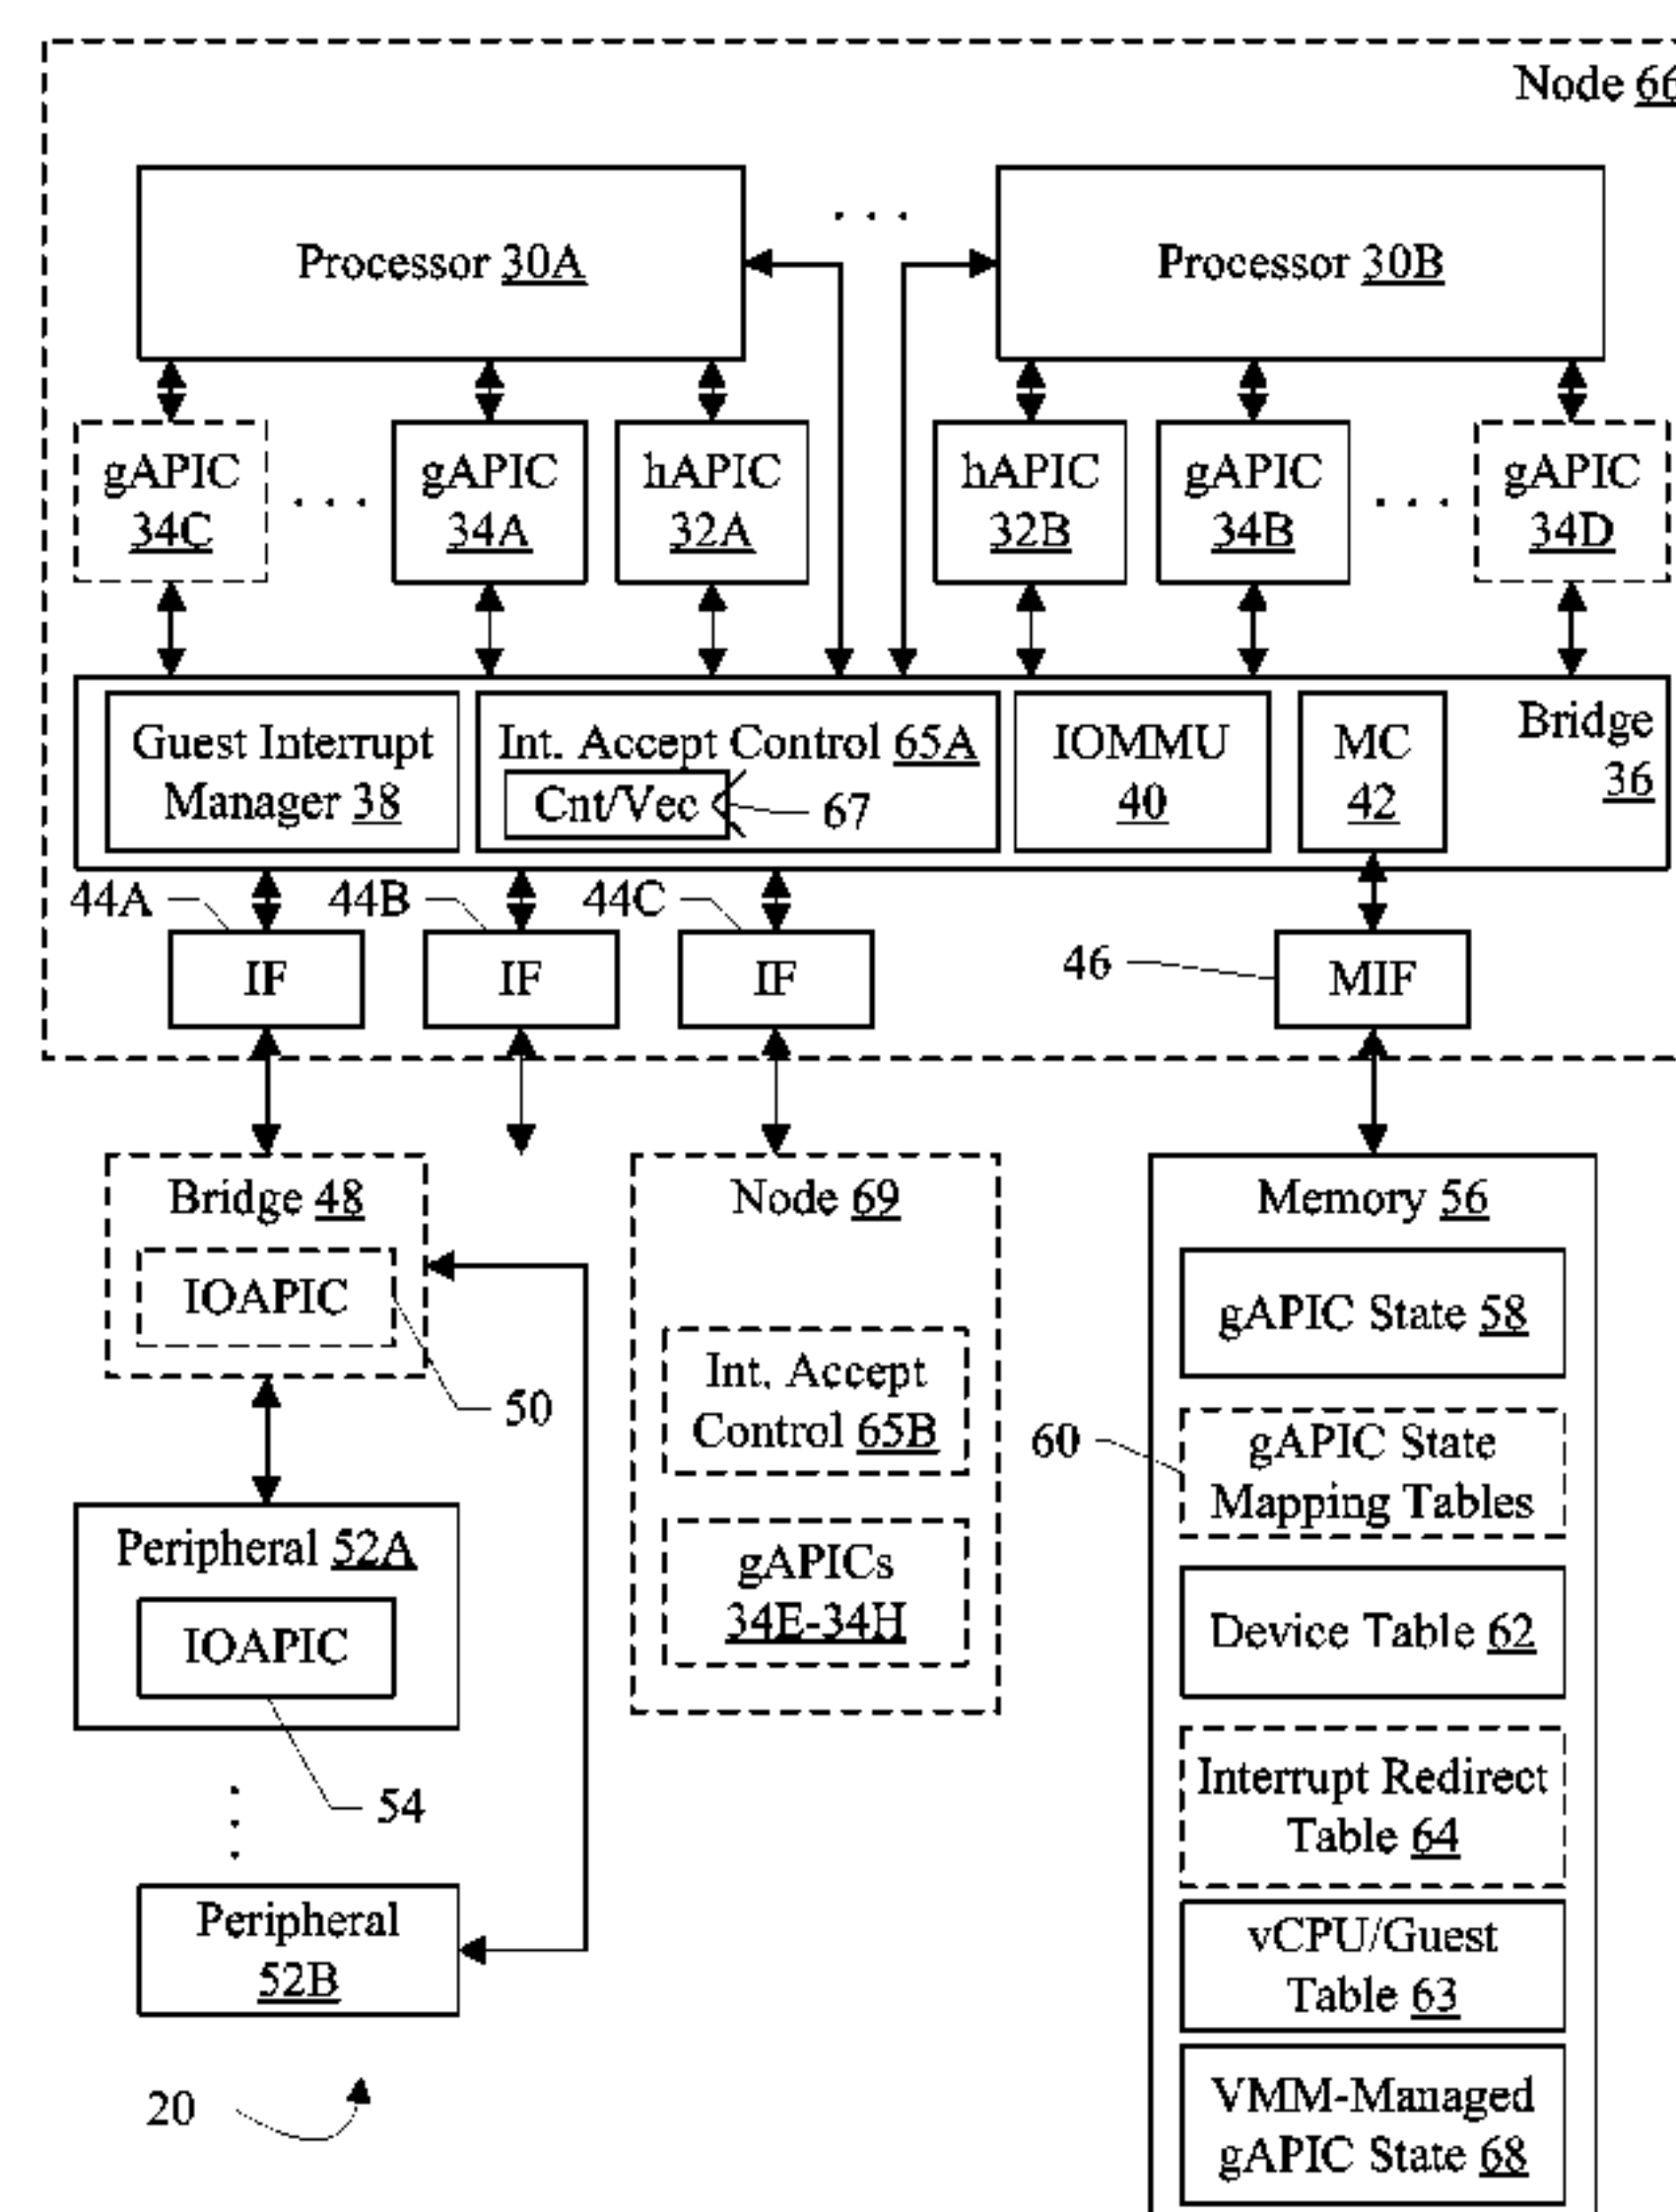 Node 66
Processor 30A
. . .
Processor 30B
gAPIC
34C
. . .
gAPIC
34A
hAPIC
32A
hAPIC
32B
gAPIC
34B
. . .
gAPIC
34D
Guest Interrupt
Manager 38
Int. Accept Control 65A
Cnt/Vec
67
IOMMU
40
MC
42
Bridge
36
44A
44B
44C
IF
IF
IF
46
MIF
Bridge 48
IOAPIC
50
Node 69
Int. Accept
Control 65B
gAPICs
34E-34H
Memory 56
gAPIC State 58
60
gAPIC State
Mapping Tables
Device Table 62
Interrupt Redirect
Table 64
vCPU/Guest
Table 63
VMM-Managed
gAPIC State 68
Peripheral 52A
IOAPIC
54
Peripheral
52B
20